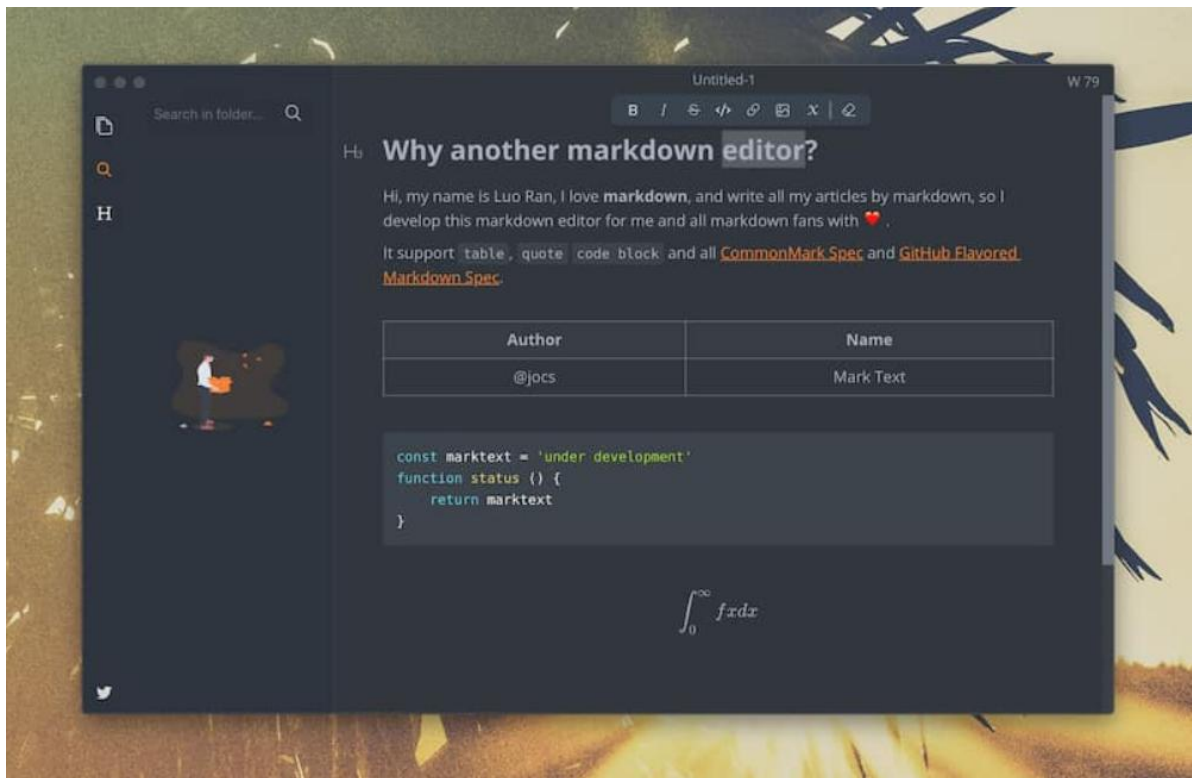 Untitled-1
W 79
Search in folder...
B I S </> x
H
H₃ Why another markdown editor?
Hi, my name is Luo Ran, I love markdown, and write all my articles by markdown, so I
develop this markdown editor for me and all markdown fans with ❤️ .
It support table, quote code block and all CommonMark Spec and GitHub Flavored
Markdown Spec.
Author Name
@jocs Mark Text
const marktext = 'under development'
function status () {
    return marktext
}
∫₀^∞ fxdx